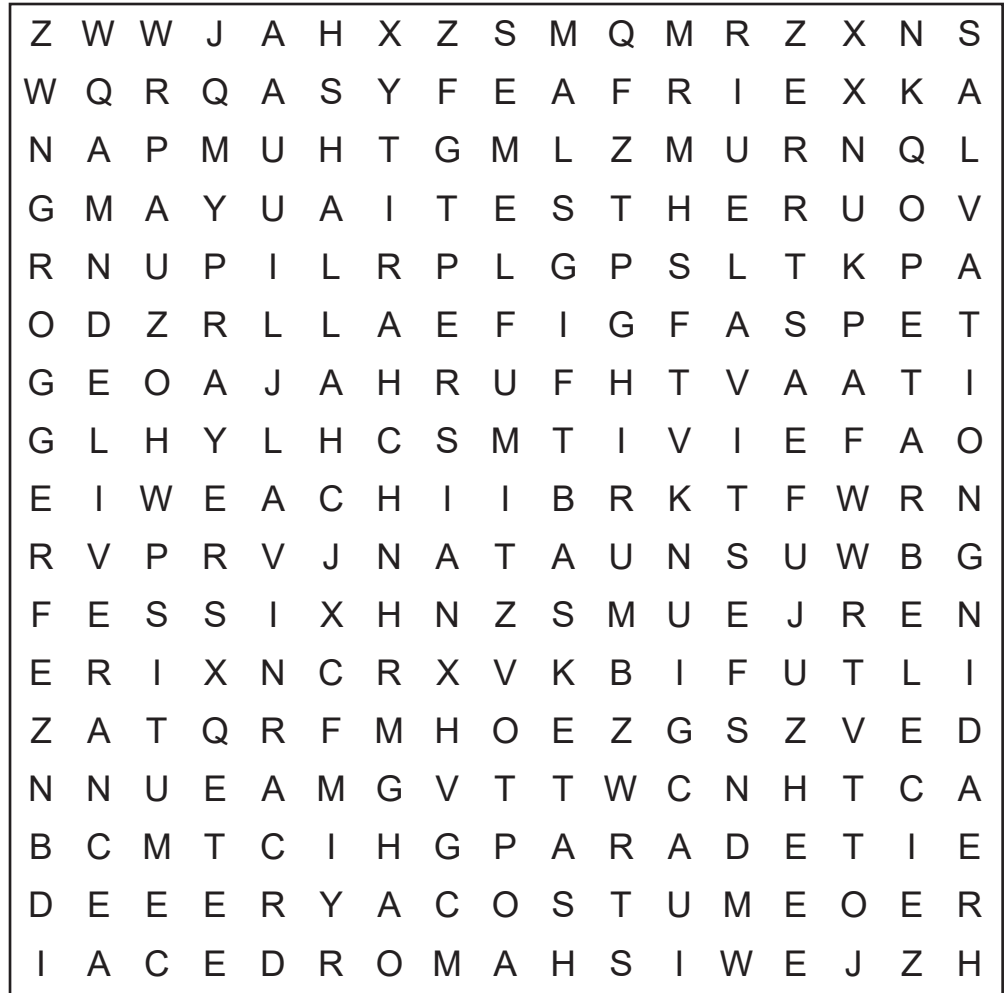 Z W W J A H X Z S M Q M R Z X N S
W Q R Q A S Y F E A F R I E X K A
N A P M U H T G M L Z M U R N Q L
G M A Y U A I T E S T H E R U O V
R N U P I L R P L G P S L T K P A
O D Z R L L A E F I G F A S P E T
G E O A J A H R U F H T V A A T I
G L H Y L H C S M T I V I E F A O
E I W E A C H I I B R K T F W R N
R V P R V J N A T A U N S U W B G
F E S S I X H N Z S M U E J R E N
E R I X N C R X V K B I F U T L I
Z A T Q R F M H O E Z G S Z V E D
N N U E A M G V T T W C N H T C A
B C M T C I H G P A R A D E T I E
D E E E R Y A C O S T U M E O E R
I A C E D R O M A H S I W E J Z H